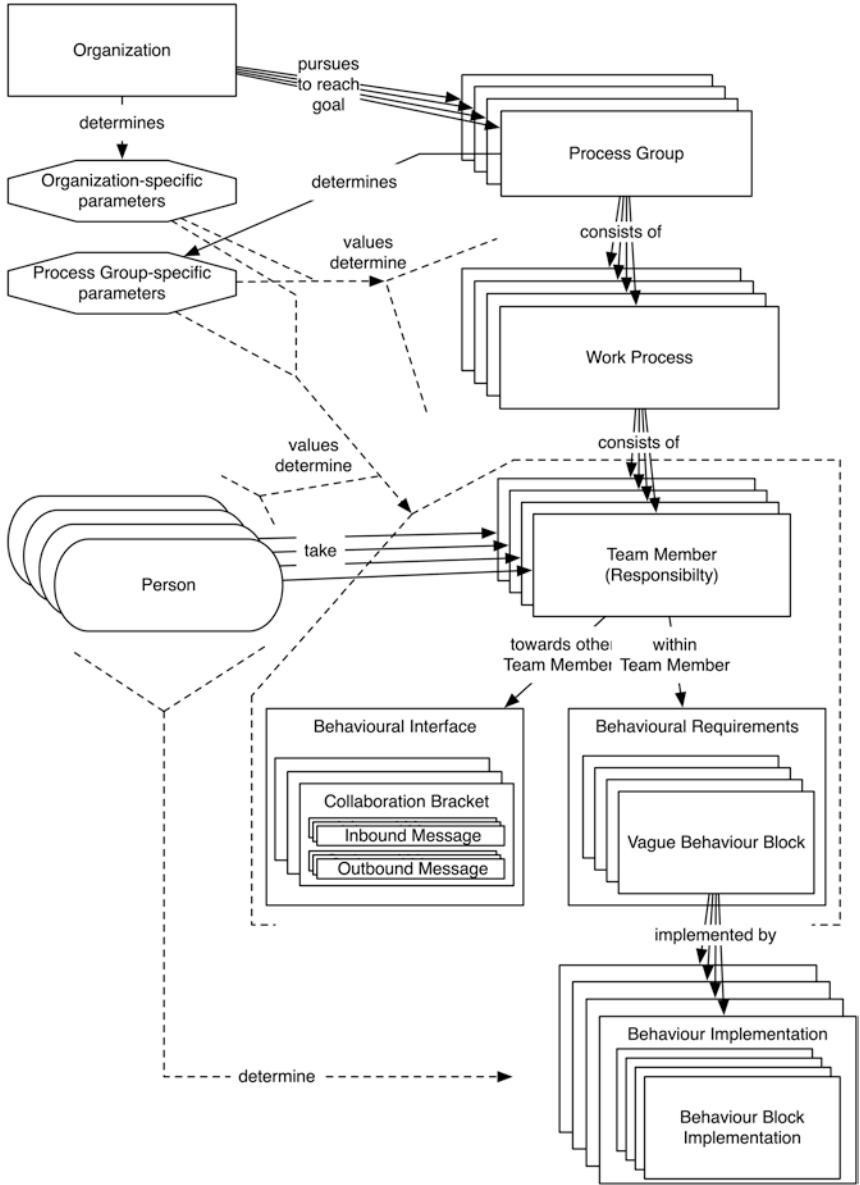 Organization
pursues
to reach
goal
determines
Process Group
Organization-specific
parameters
determines
values
determine
consists of
Process Group-specific
parameters
Work Process
values
determine
consists of
Person
take
Team Member
(Responsibilty)
towards othe
Team Member
within
Team Member
Behavioural Interface
Behavioural Requirements
Collaboration Bracket
Inbound Message
Outbound Message
Vague Behaviour Block
implemented by
Behaviour Implementation
determine
Behaviour Block
Implementation